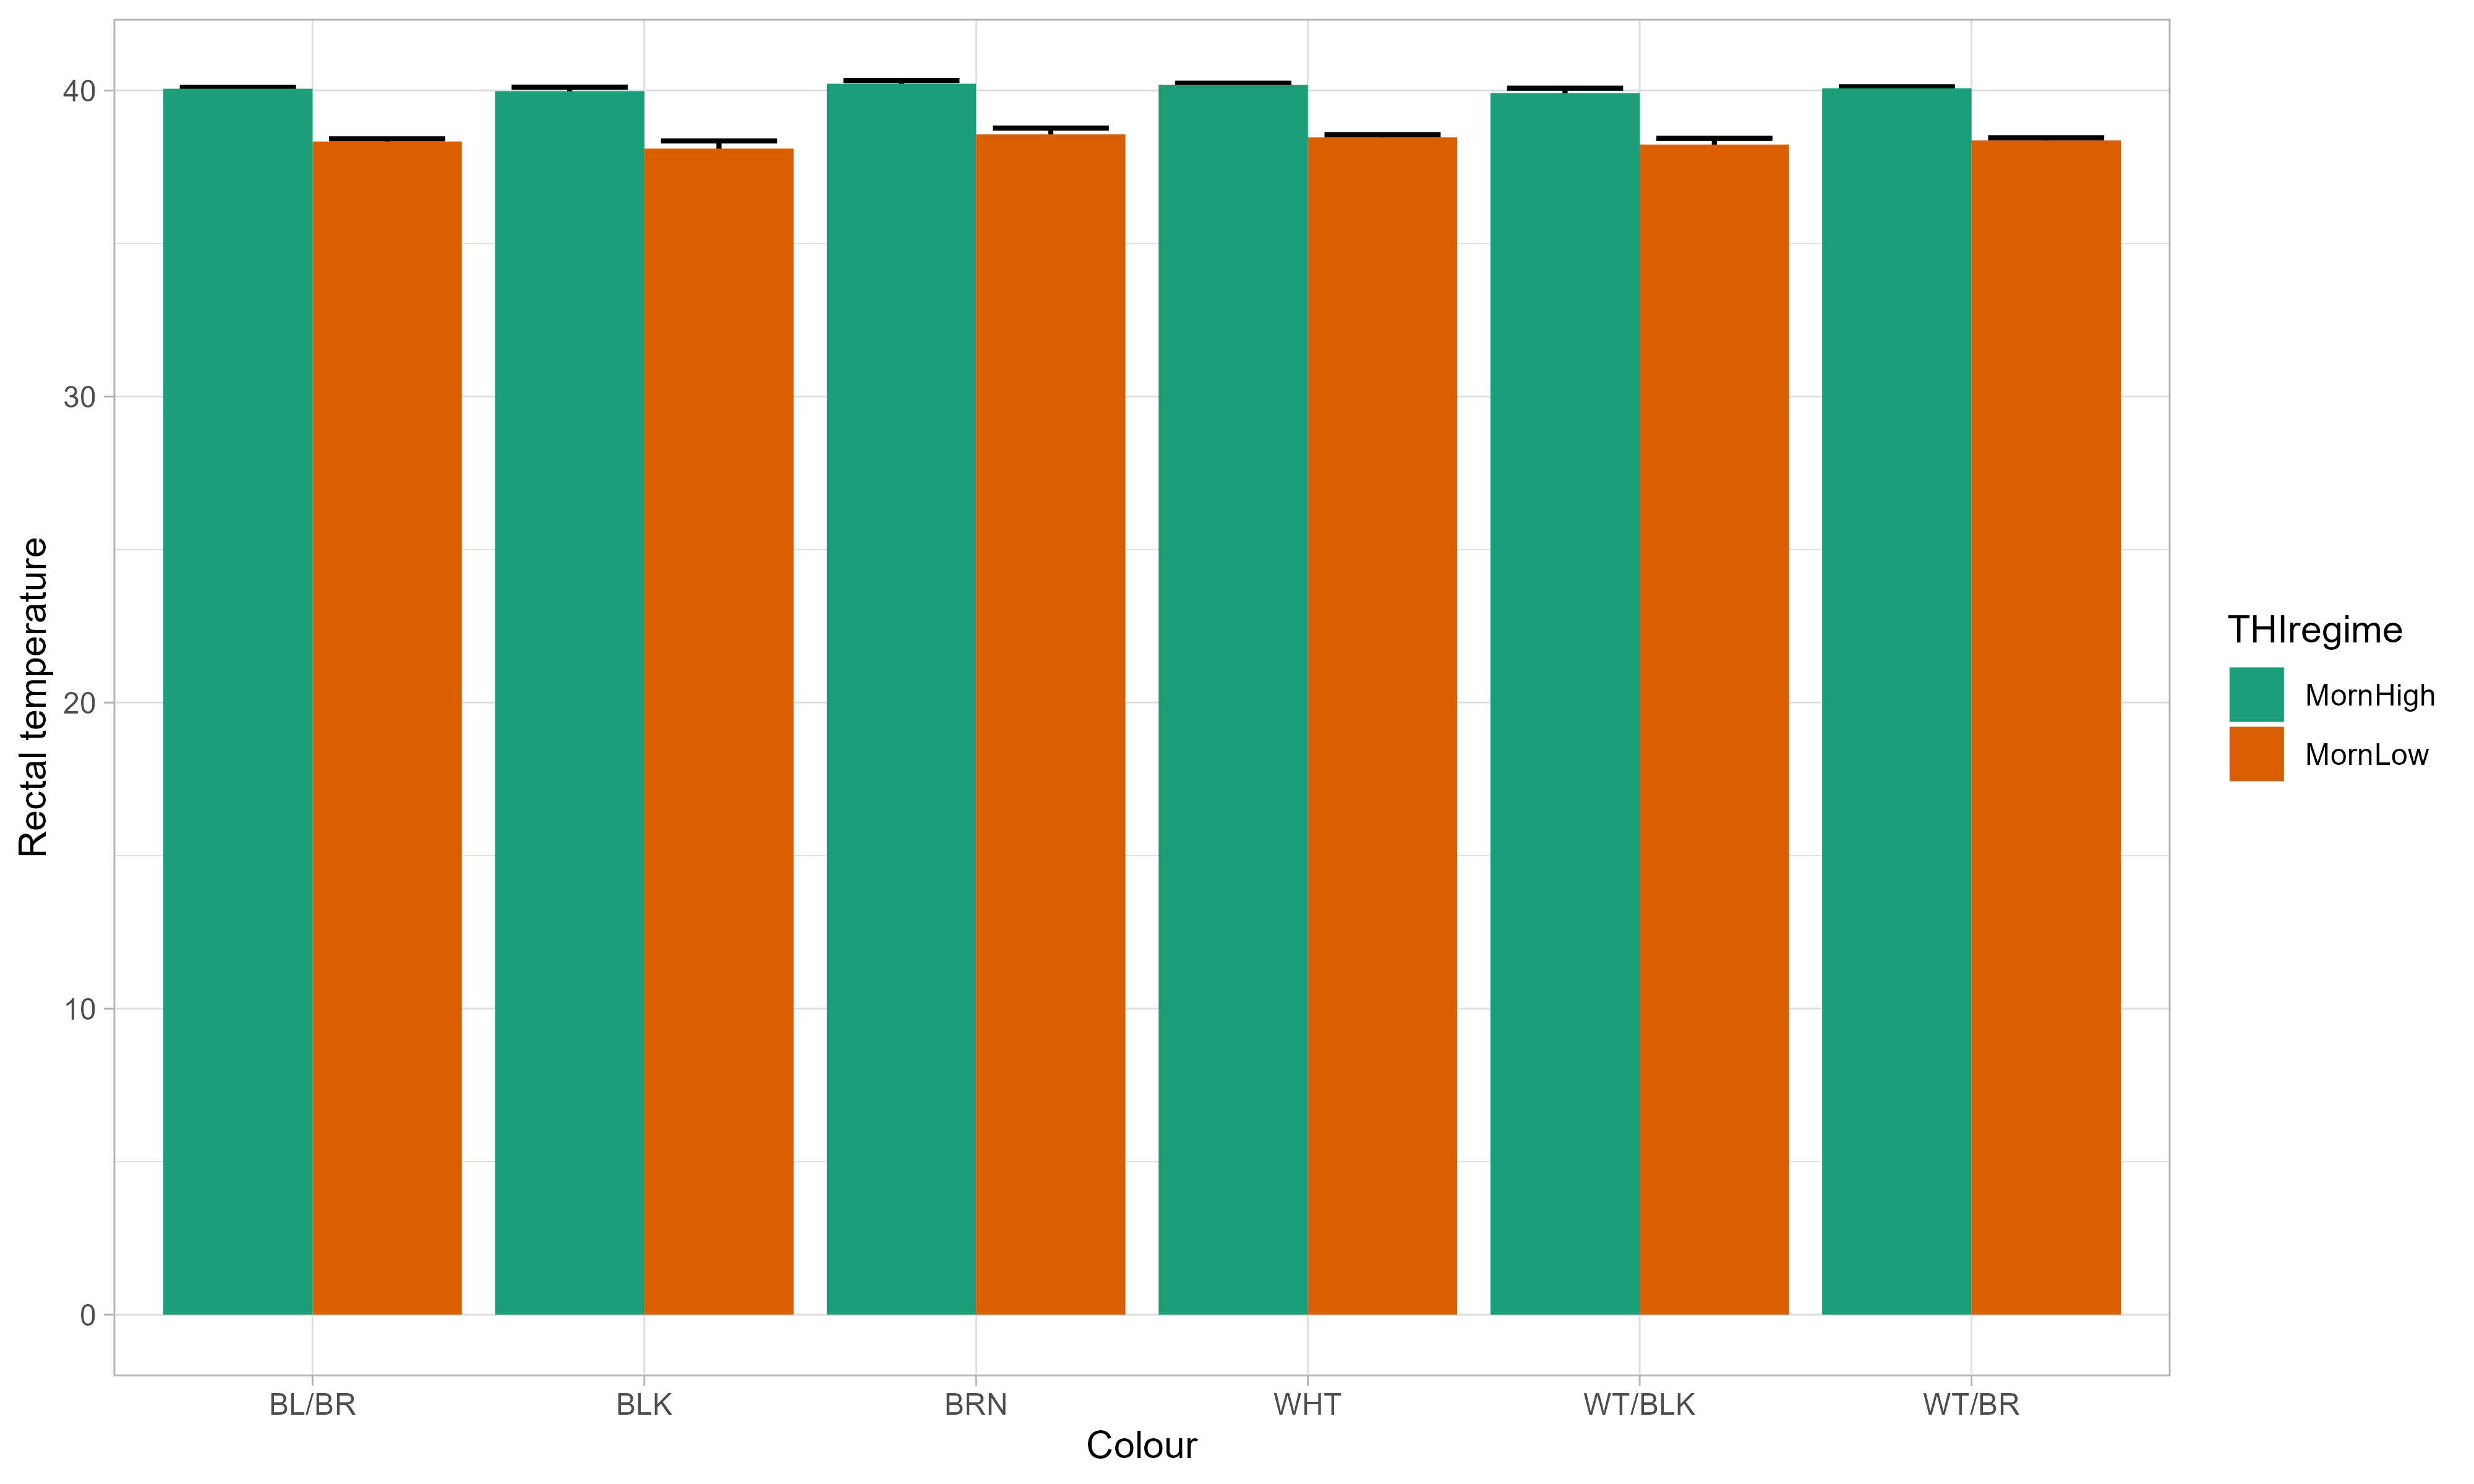 Rectal temperature
40
30
20
10
0
BL/BR
BLK
BRN
WHT
WT/BLK
WT/BR
Colour
THIregime
MornHigh
MornLow